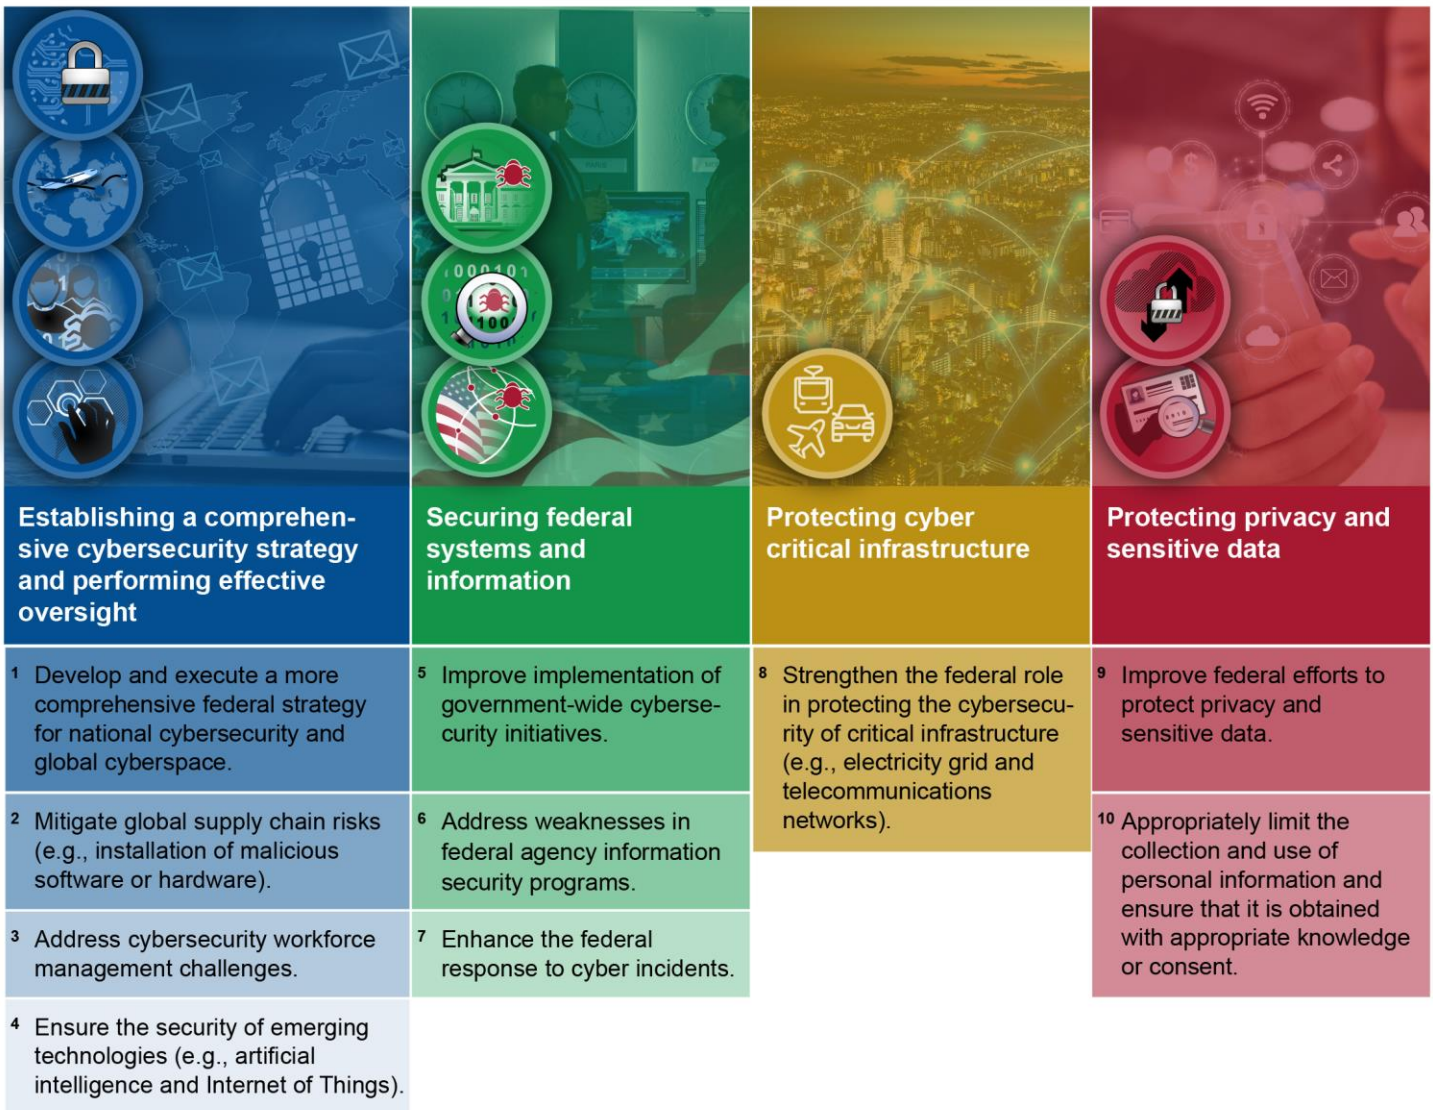 Establishing a comprehen-
sive cybersecurity strategy
and performing effective
oversight
1 Develop and execute a more
comprehensive federal strategy
for national cybersecurity and
global cyberspace.
2 Mitigate global supply chain risks
(e.g., installation of malicious
software or hardware).
3 Address cybersecurity workforce
management challenges.
4 Ensure the security of emerging
technologies (e.g., artificial
intelligence and Internet of Things).
PARIS
000101
100
Securing federal
systems and
information
5 Improve implementation of
government-wide cyberse-
curity initiatives.
6 Address weaknesses in
federal agency information
security programs.
7 Enhance the federal
response to cyber incidents.
Protecting cyber
critical infrastructure
8 Strengthen the federal role
in protecting the cybersecu-
rity of critical infrastructure
(e.g., electricity grid and
telecommunications
networks).
$
Protecting privacy and
sensitive data
9 Improve federal efforts to
protect privacy and
sensitive data.
10 Appropriately limit the
collection and use of
personal information and
ensure that it is obtained
with appropriate knowledge
or consent.